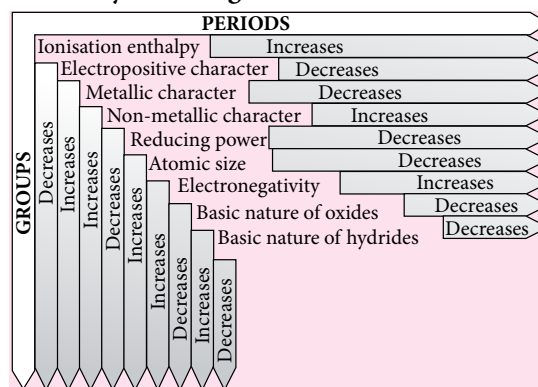 PERIODS
Ionisation enthalpy Increases
Electropositive character Decreases
Metallic character Decreases
Non-metallic character Increases
Reducing power Decreases
Atomic size Decreases
Electronegativity Increases
Basic nature of oxides Decreases
Basic nature of hydrides Decreases
GROUPS
Decreases
Increases
Increases
Decreases
Increases
Increases
Decreases
Increases
Decreases